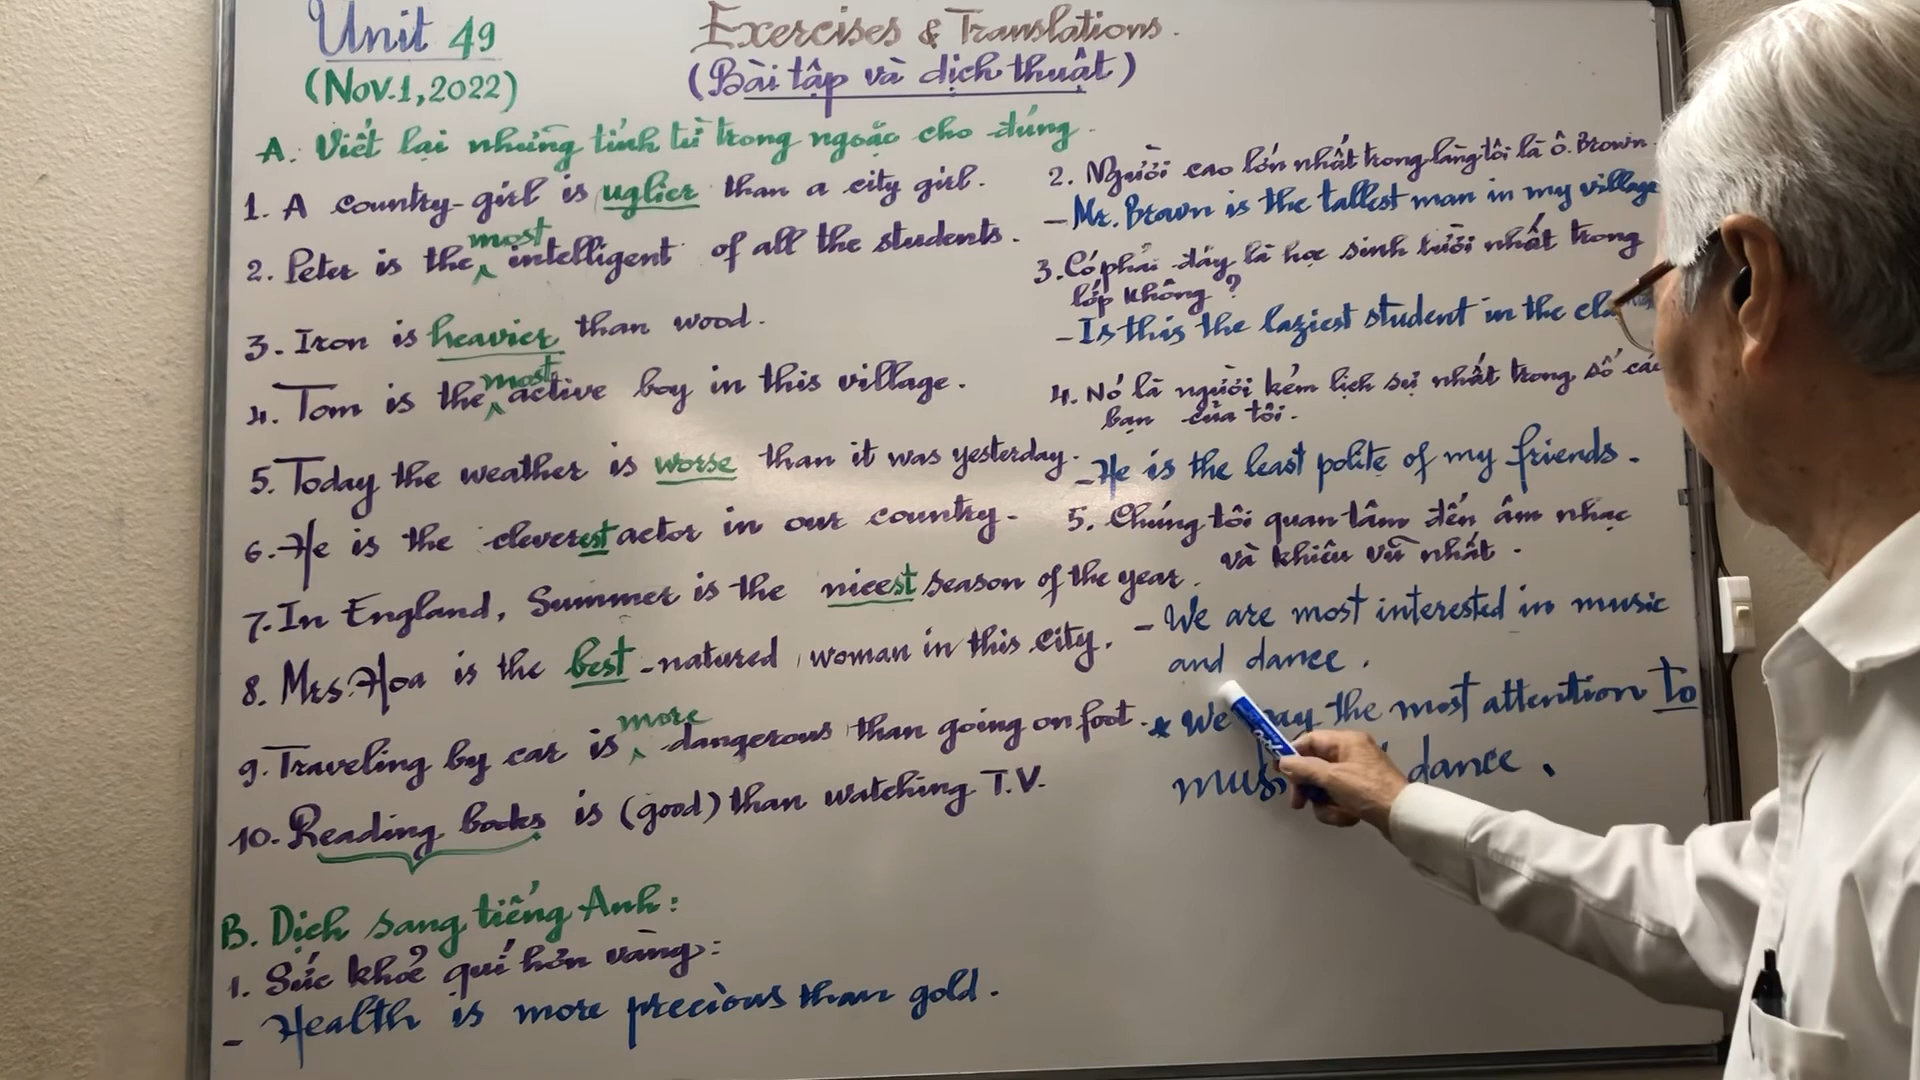 Unit 49
(Nov. 1, 2022)
Exercises & Translations.
(Bài tập và dịch thuật)
A. Viết lại những tính từ trong ngoặc cho đúng.
1. A country-girl is uglier than a city girl.
most
2. Peter is the ^ intelligent of all the students.
3. Iron is heavier than wood.
most
4. Tom is the ^ active boy in this village.
5. Today the weather is worse than it was yesterday.
6. He is the cleverest actor in our country.
7. In England, Summer is the nicest season of the year.
8. Mrs. Hoa is the best-natured woman in this city.
more
9. Traveling by car is ^ dangerous than going on foot.
10. Reading books is (good) than watching T.V.
B. Dịch sang tiếng Anh:
1. Sức khoẻ quí hơn vàng:
- Health is more precious than gold.
2. Người cao lớn nhất trong làng tôi là ô. Brown.
- Mr. Brown is the tallest man in my village
3. Có phải đây là học sinh lười nhất trong
lớp không?
- Is this the laziest student in the
4. Nó là người kém lịch sự nhất trong số các
bạn của tôi.
- He is the least polite of my friends.
5. Chúng tôi quan tâm đến âm nhạc
và khiêu vũ nhất.
- We are most interested in music
and dance.
* We pay the most attention to
dance.